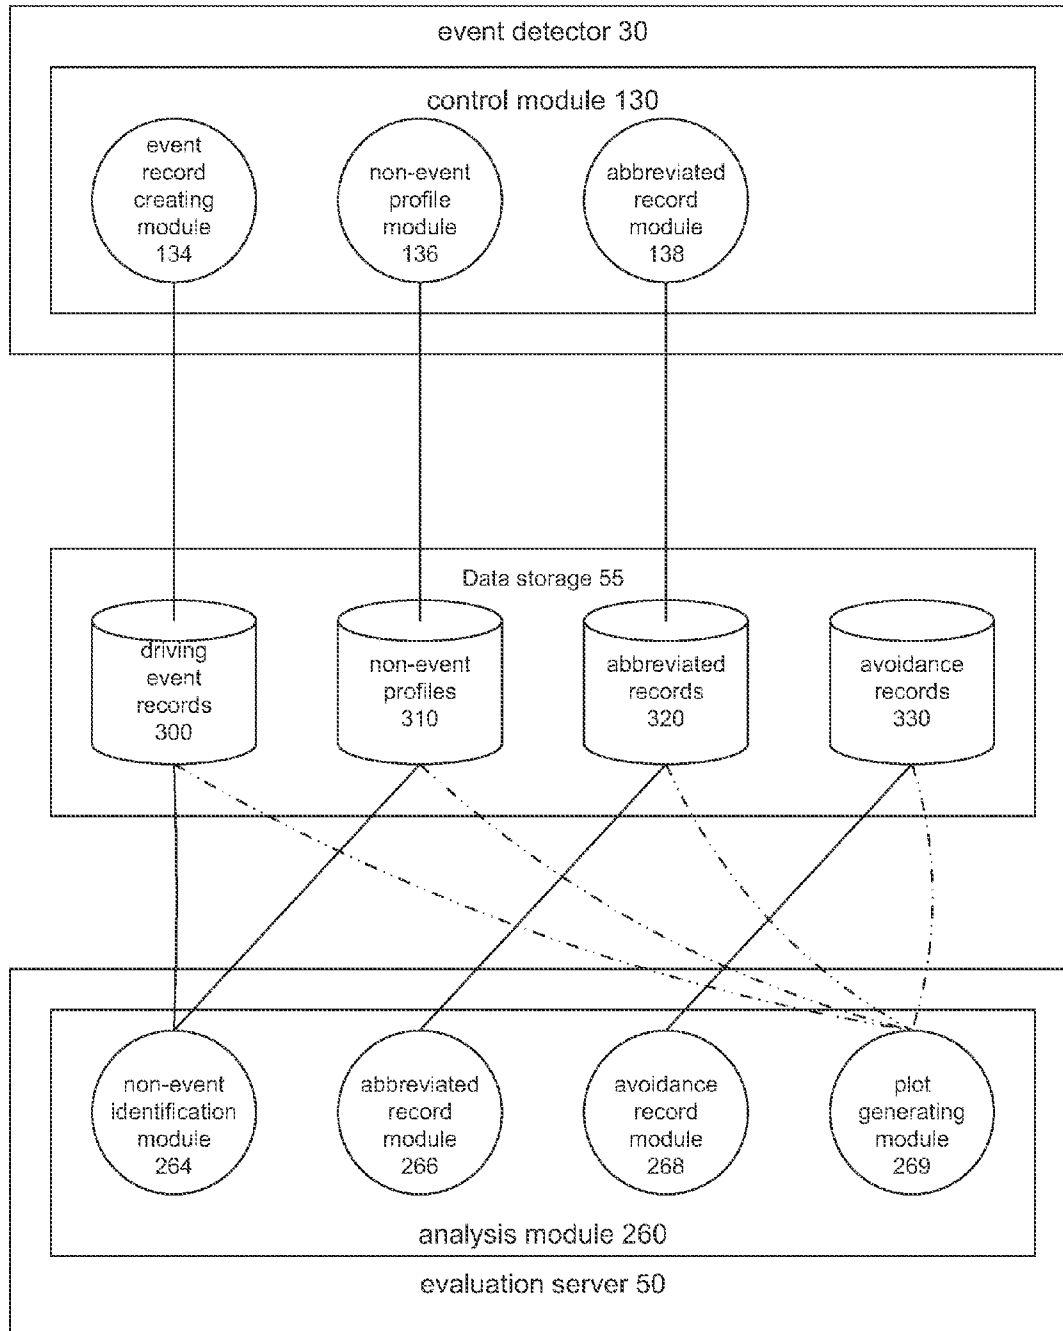 event detector 30
control module 130
event
record
creating
module
134
non-event
profile
module
136
abbreviated
record
module
138
Data storage 55
driving
event
records
300
non-event
profiles
310
abbreviated
records
320
avoidance
records
330
non-event
identification
module
264
abbreviated
record
module
266
avoidance
record
module
268
plot
generating
module
269
analysis module 260
evaluation server 50